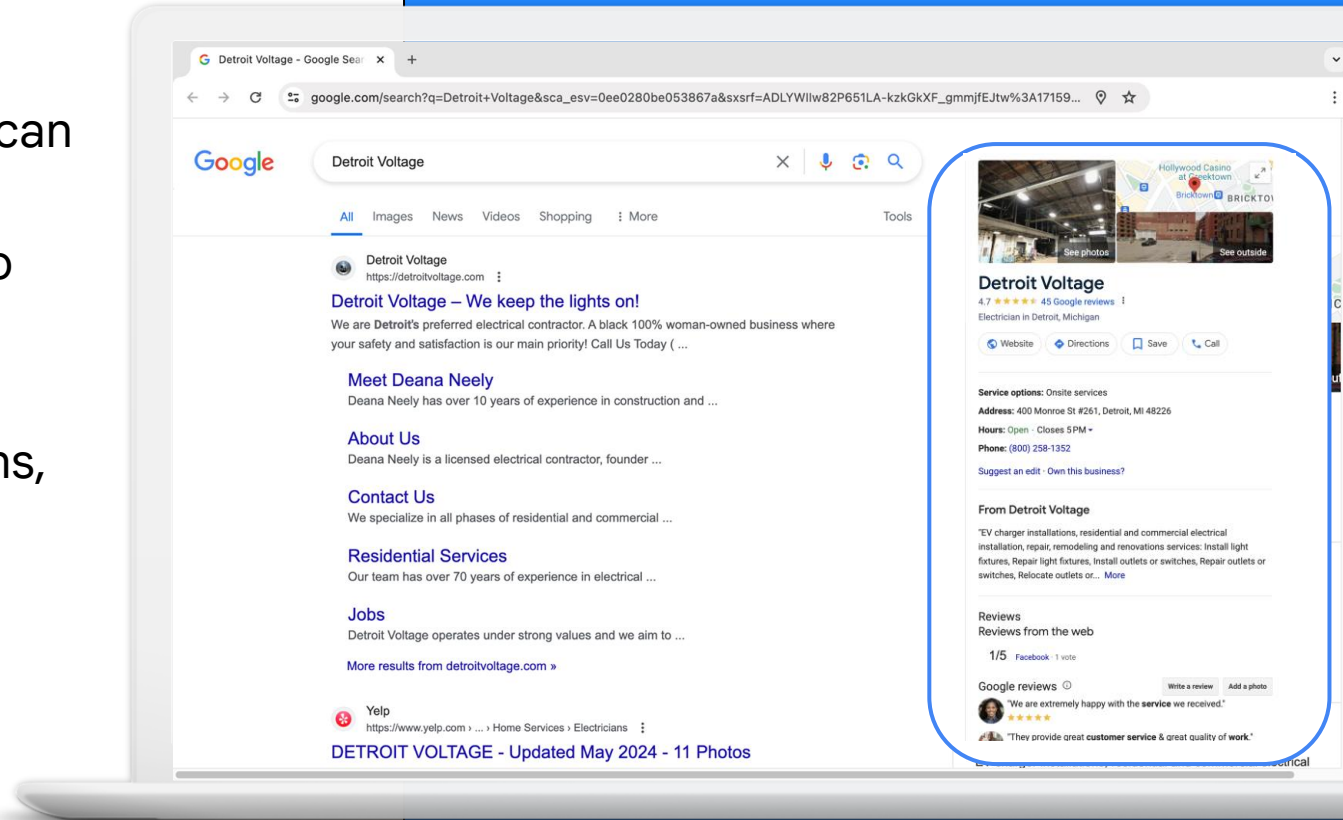 can
ns,
Detroit Voltage - Google Sear
google.com/search?q=Detroit+Voltage&sca_esv=0ee0280be053867a&sxsrf=ADLYWIlw82P651LA-kzkGkXF_gmmjfEJtw%3A17159...
Google
Detroit Voltage
All Images News Videos Shopping More Tools
Detroit Voltage
https://detroitvoltage.com
Detroit Voltage – We keep the lights on!
We are Detroit's preferred electrical contractor. A black 100% woman-owned business where
your safety and satisfaction is our main priority! Call Us Today ( ...
Meet Deana Neely
Deana Neely has over 10 years of experience in construction and ...
About Us
Deana Neely is a licensed electrical contractor, founder ...
Contact Us
We specialize in all phases of residential and commercial ...
Residential Services
Our team has over 70 years of experience in electrical ...
Jobs
Detroit Voltage operates under strong values and we aim to ...
More results from detroitvoltage.com »
Yelp
https://www.yelp.com › ... › Home Services › Electricians
DETROIT VOLTAGE - Updated May 2024 - 11 Photos
Hollywood Casino
at Greektown
Bricktown
BRICKTOW
See photos
See outside
Detroit Voltage
4.7 45 Google reviews
Electrician in Detroit, Michigan
Website Directions Save Call
Service options: Onsite services
Address: 400 Monroe St #261, Detroit, MI 48226
Hours: Open · Closes 5 PM
Phone: (800) 258-1352
Suggest an edit · Own this business?
From Detroit Voltage
"EV charger installations, residential and commercial electrical
installation, repair, remodeling and renovations services: Install light
fixtures, Repair light fixtures, Install outlets or switches, Repair outlets or
switches, Relocate outlets or... More
Reviews
Reviews from the web
1/5 Facebook · 1 vote
Google reviews
Write a review Add a photo
"We are extremely happy with the service we received."
"They provide great customer service & great quality of work."